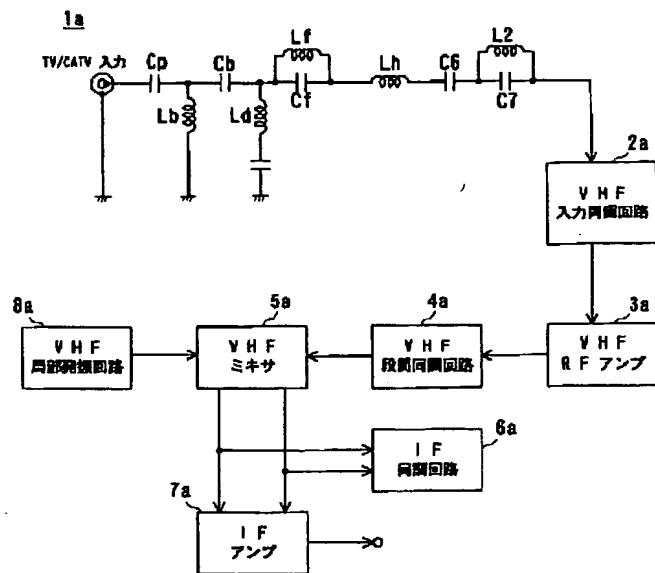 1a
TV/CATV 入力
Cp
Cb
Lf
Cf
Lh
C6
L2
C7
Lb
Ld
2a
VHF
入力同調回路
3a
VHF
RFアンプ
4a
VHF
段間同調回路
5a
VHF
ミキサ
8a
VHF
局部発振回路
6a
IF
同調回路
7a
IF
アンプ